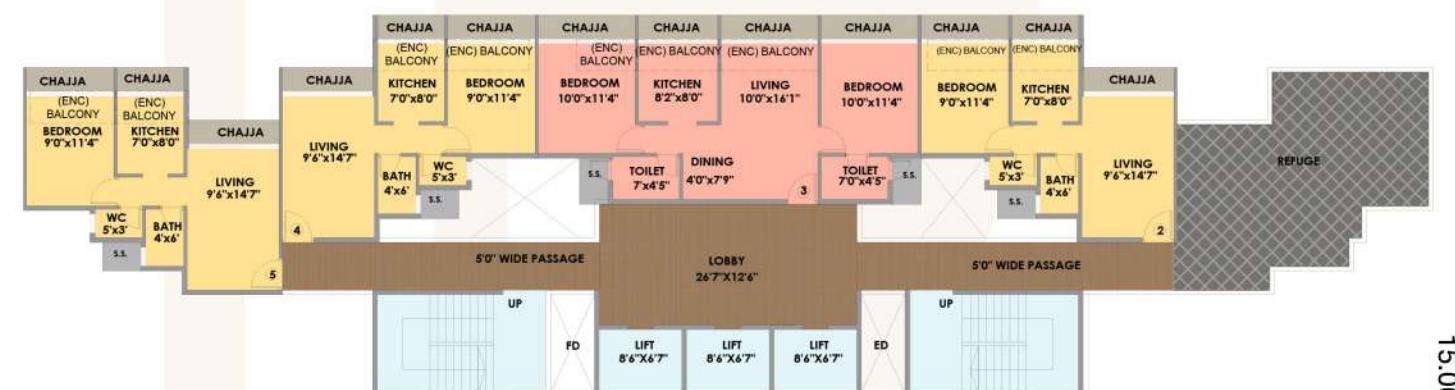 CHAJJA CHAJJA CHAJJA CHAJJA CHAJJA CHAJJA CHAJJA CHAJJA
(ENC) BALCONY
(ENC) BALCONY
(ENC) BALCONY
(ENC) BALCONY
(ENC) BALCONY
(ENC) BALCONY
(ENC) BALCONY
CHAJJA CHAJJA CHAJJA CHAJJA
KITCHEN
7'0"x8'0"
BEDROOM
9'0"x11'4"
BEDROOM
10'0"x11'4"
KITCHEN
8'2"x8'0"
LIVING
10'0"x16'1"
BEDROOM
10'0"x11'4"
BEDROOM
9'0"x11'4"
KITCHEN
7'0"x8'0"
(ENC)
BALCONY
BEDROOM
9'0"x11'4"
(ENC)
BALCONY
KITCHEN
7'0"x8'0"
CHAJJA
LIVING
9'6"x14'7"
LIVING
9'6"x14'7"
BATH
4'x6'
WC
5'x3'
S.S.
S.S.
TOILET
7'x4'5"
DINING
4'0"x7'9"
3
TOILET
7'0"x4'5"
S.S.
WC
5'x3'
S.S.
BATH
4'x6'
LIVING
9'6"x14'7"
REFUGE
WC
5'x3'
BATH
4'x6'
S.S.
4
2
5
5'0" WIDE PASSAGE
LOBBY
26'7"X12'6"
5'0" WIDE PASSAGE
UP
UP
FD
LIFT
8'6"X6'7"
LIFT
8'6"X6'7"
LIFT
8'6"X6'7"
ED
15.0